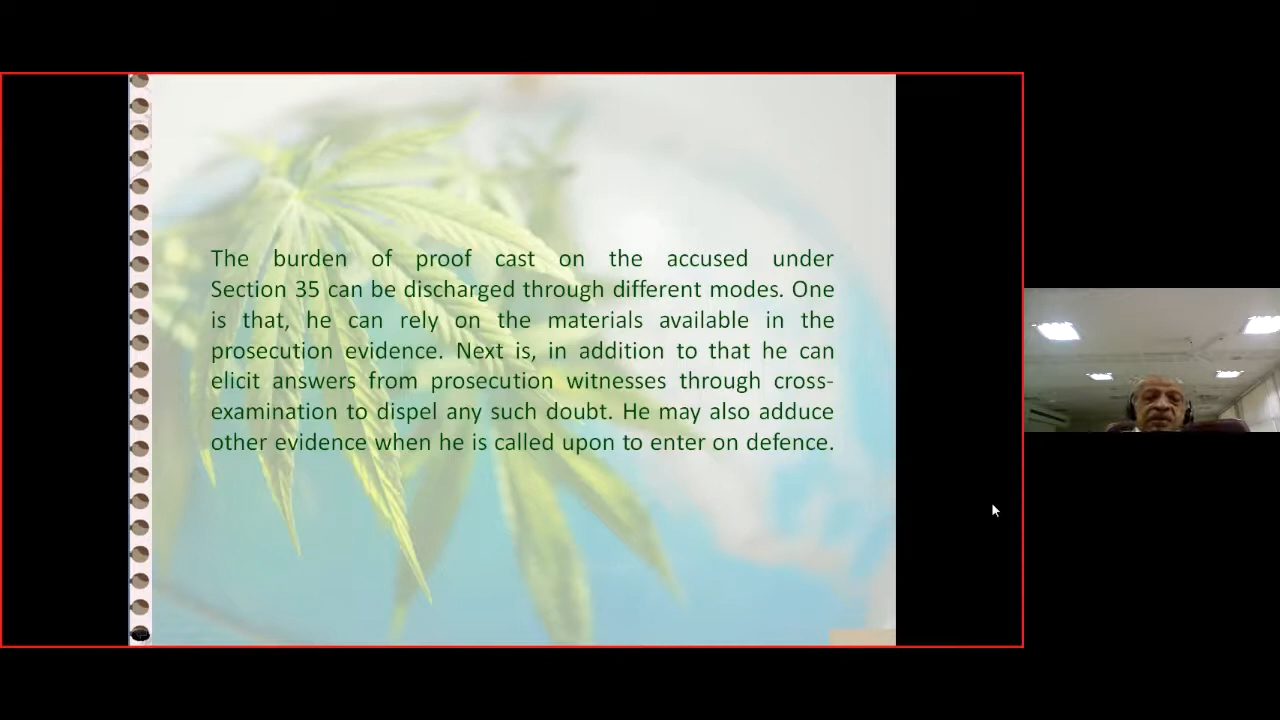 The burden of proof cast on the accused under
Section 35 can be discharged through different modes. One
is that, he can rely on the materials available in the
prosecution evidence. Next is, in addition to that he can
elicit answers from prosecution witnesses through cross-
examination to dispel any such doubt. He may also adduce
other evidence when he is called upon to enter on defence.